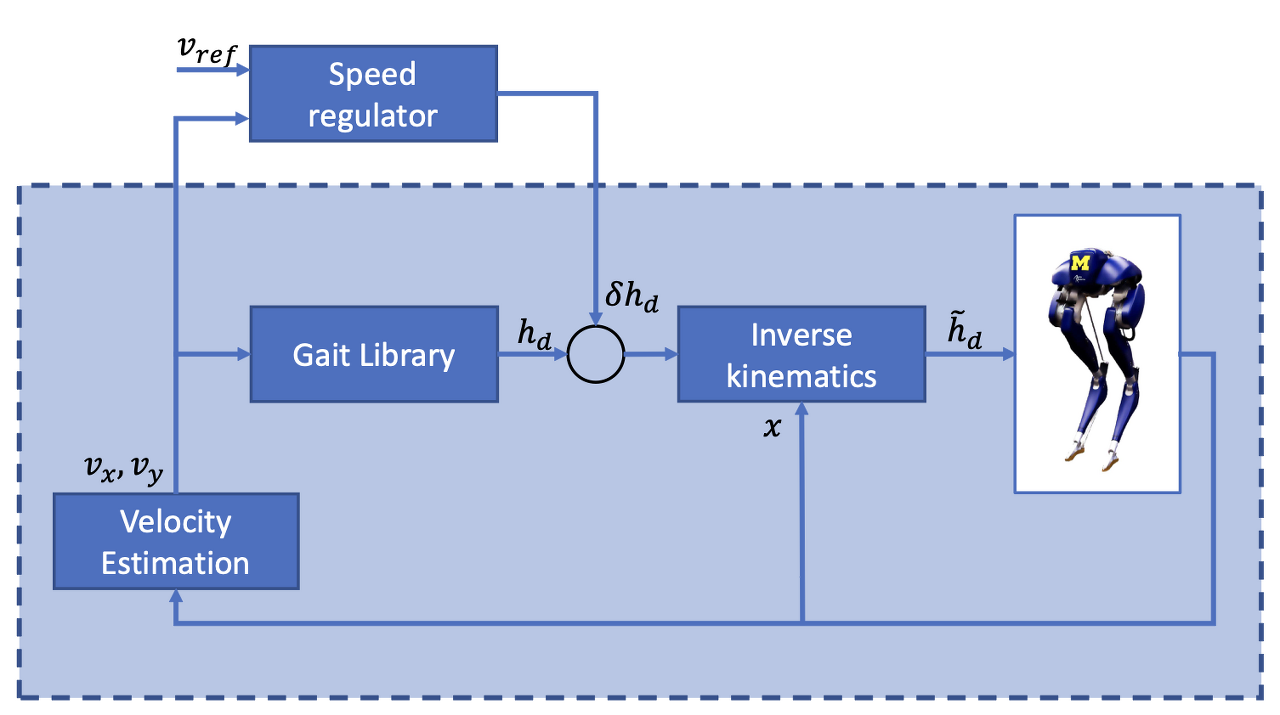 v_ref
Speed
regulator
δh_d
Gait Library
h_d
Inverse
kinematics
h̃_d
M
x
v_x, v_y
Velocity
Estimation